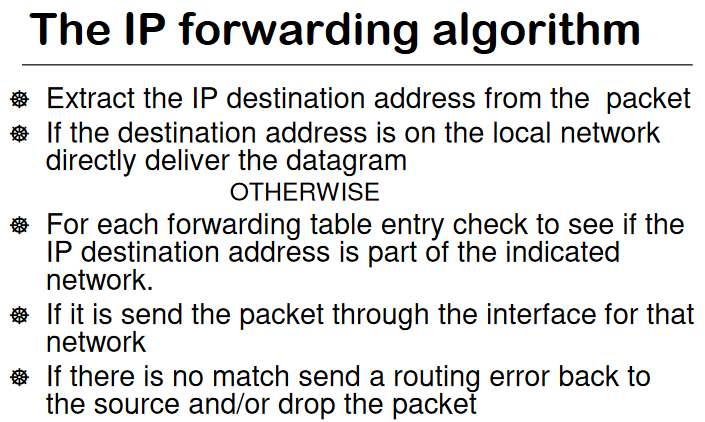 The IP forwarding algorithm
Extract the IP destination address from the packet
If the destination address is on the local network
directly deliver the datagram
OTHERWISE
For each forwarding table entry check to see if the
IP destination address is part of the indicated
network.
If it is send the packet through the interface for that
network
If there is no match send a routing error back to
the source and/or drop the packet